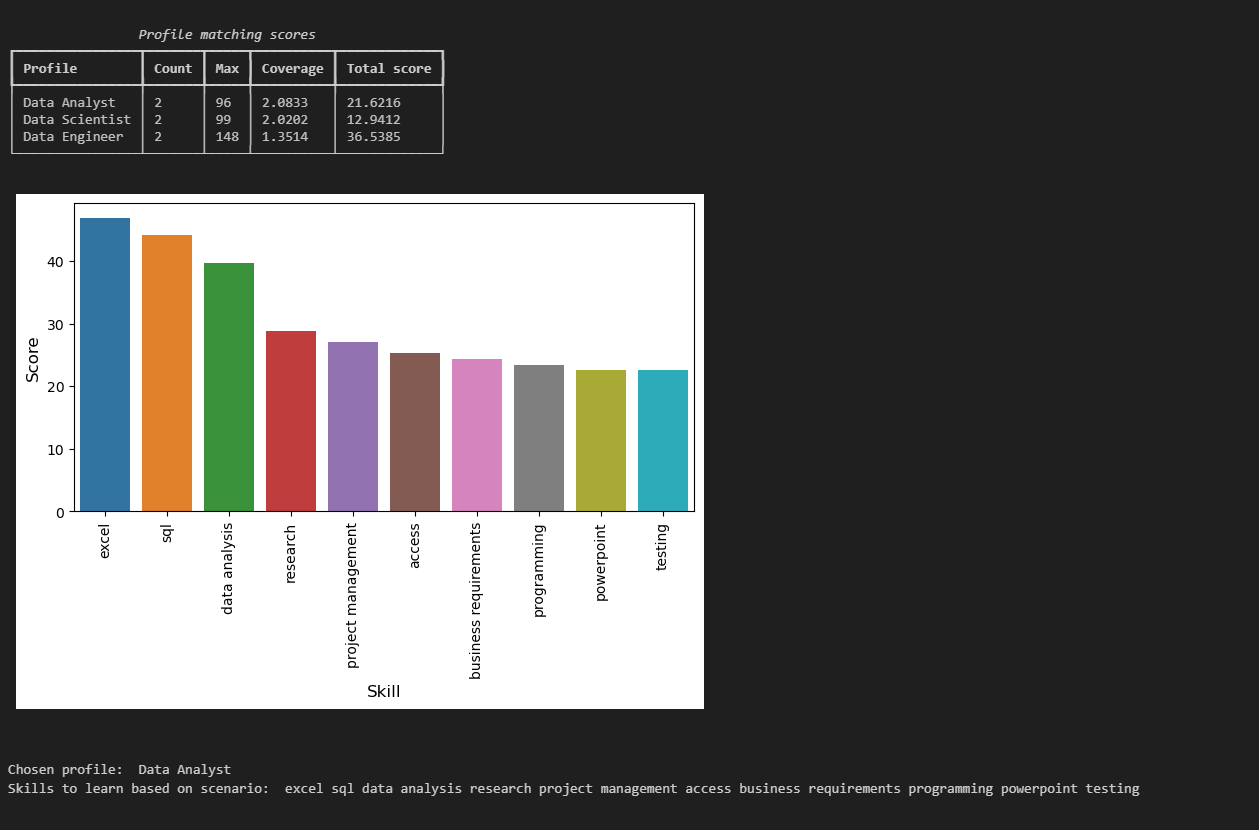 Profile matching scores
Profile Count Max Coverage Total score
Data Analyst 2 96 2.0833 21.6216
Data Scientist 2 99 2.0202 12.9412
Data Engineer 2 148 1.3514 36.5385
40
30
20
10
0
Score
excel
sql
data analysis
research
project management
access
business requirements
programming
powerpoint
testing
Skill
Chosen profile: Data Analyst
Skills to learn based on scenario: excel sql data analysis research project management access business requirements programming powerpoint testing